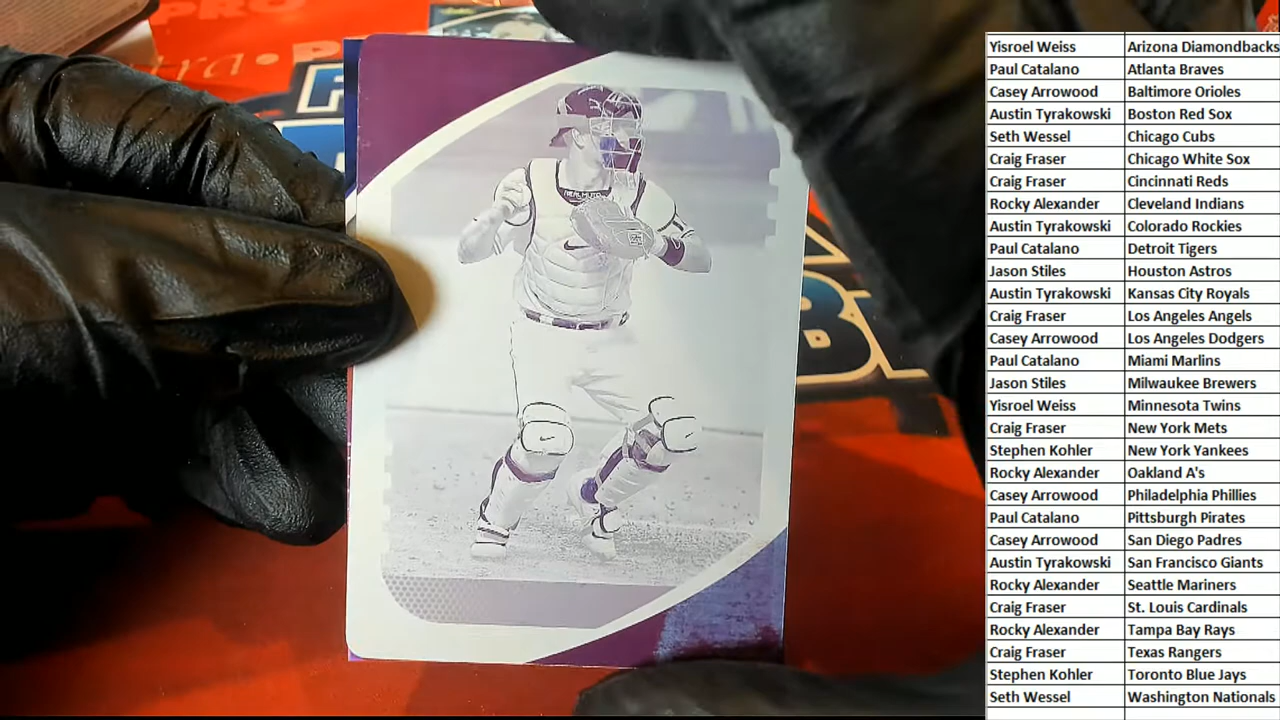 PRO
Yisroel Weiss Arizona Diamondbacks
Paul Catalano Atlanta Braves
Casey Arrowood Baltimore Orioles
Austin Tyrakowski Boston Red Sox
Seth Wessel Chicago Cubs
Craig Fraser Chicago White Sox
Craig Fraser Cincinnati Reds
Rocky Alexander Cleveland Indians
Austin Tyrakowski Colorado Rockies
Paul Catalano Detroit Tigers
Jason Stiles Houston Astros
Austin Tyrakowski Kansas City Royals
Craig Fraser Los Angeles Angels
Casey Arrowood Los Angeles Dodgers
Paul Catalano Miami Marlins
Jason Stiles Milwaukee Brewers
Yisroel Weiss Minnesota Twins
Craig Fraser New York Mets
Stephen Kohler New York Yankees
Rocky Alexander Oakland A's
Casey Arrowood Philadelphia Phillies
Paul Catalano Pittsburgh Pirates
Casey Arrowood San Diego Padres
Austin Tyrakowski San Francisco Giants
Rocky Alexander Seattle Mariners
Craig Fraser St. Louis Cardinals
Rocky Alexander Tampa Bay Rays
Craig Fraser Texas Rangers
Stephen Kohler Toronto Blue Jays
Seth Wessel Washington Nationals